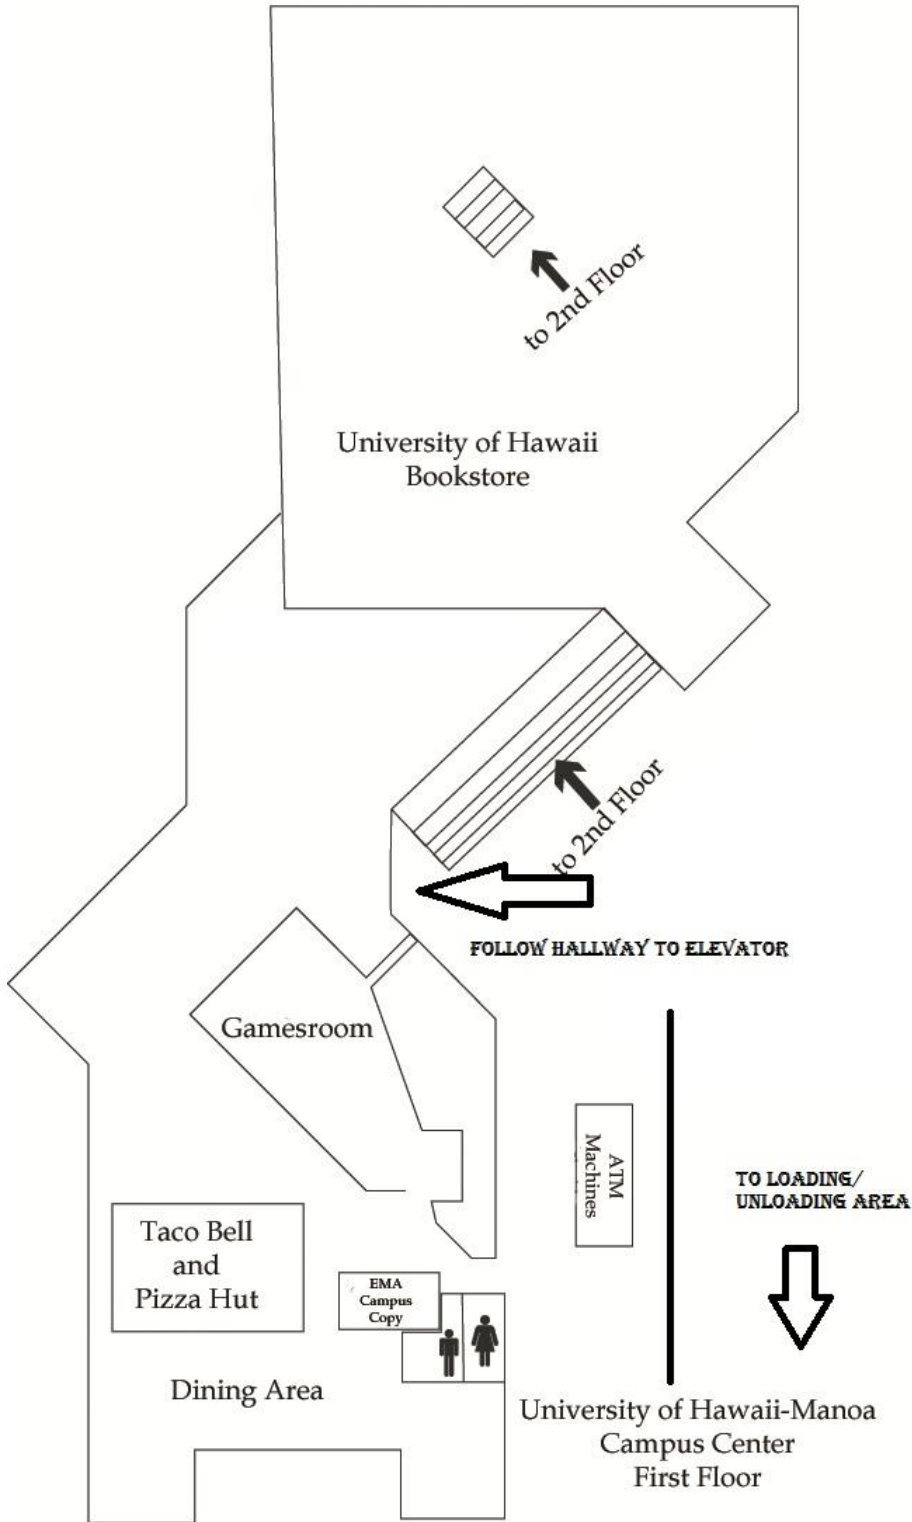 to 2nd Floor
University of Hawaii
Bookstore
to 2nd Floor
FOLLOW HALLWAY TO ELEVATOR
Gamesroom
ATM
Machines
TO LOADING/
UNLOADING AREA
Taco Bell
and
Pizza Hut
EMA
Campus
Copy
Dining Area
University of Hawaii-Manoa
Campus Center
First Floor